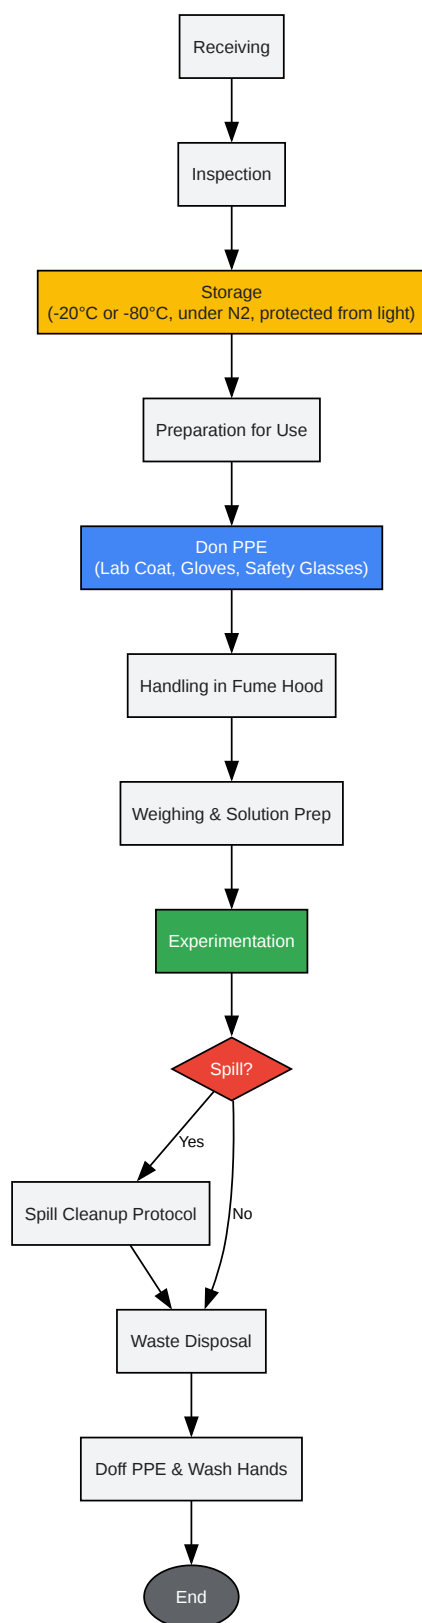 Receiving
Inspection
Storage
(-20°C or -80°C, under N2, protected from light)
Preparation for Use
Don PPE
(Lab Coat, Gloves, Safety Glasses)
Handling in Fume Hood
Weighing & Solution Prep
Experimentation
Spill?
Yes
Spill Cleanup Protocol
No
Waste Disposal
Doff PPE & Wash Hands
End